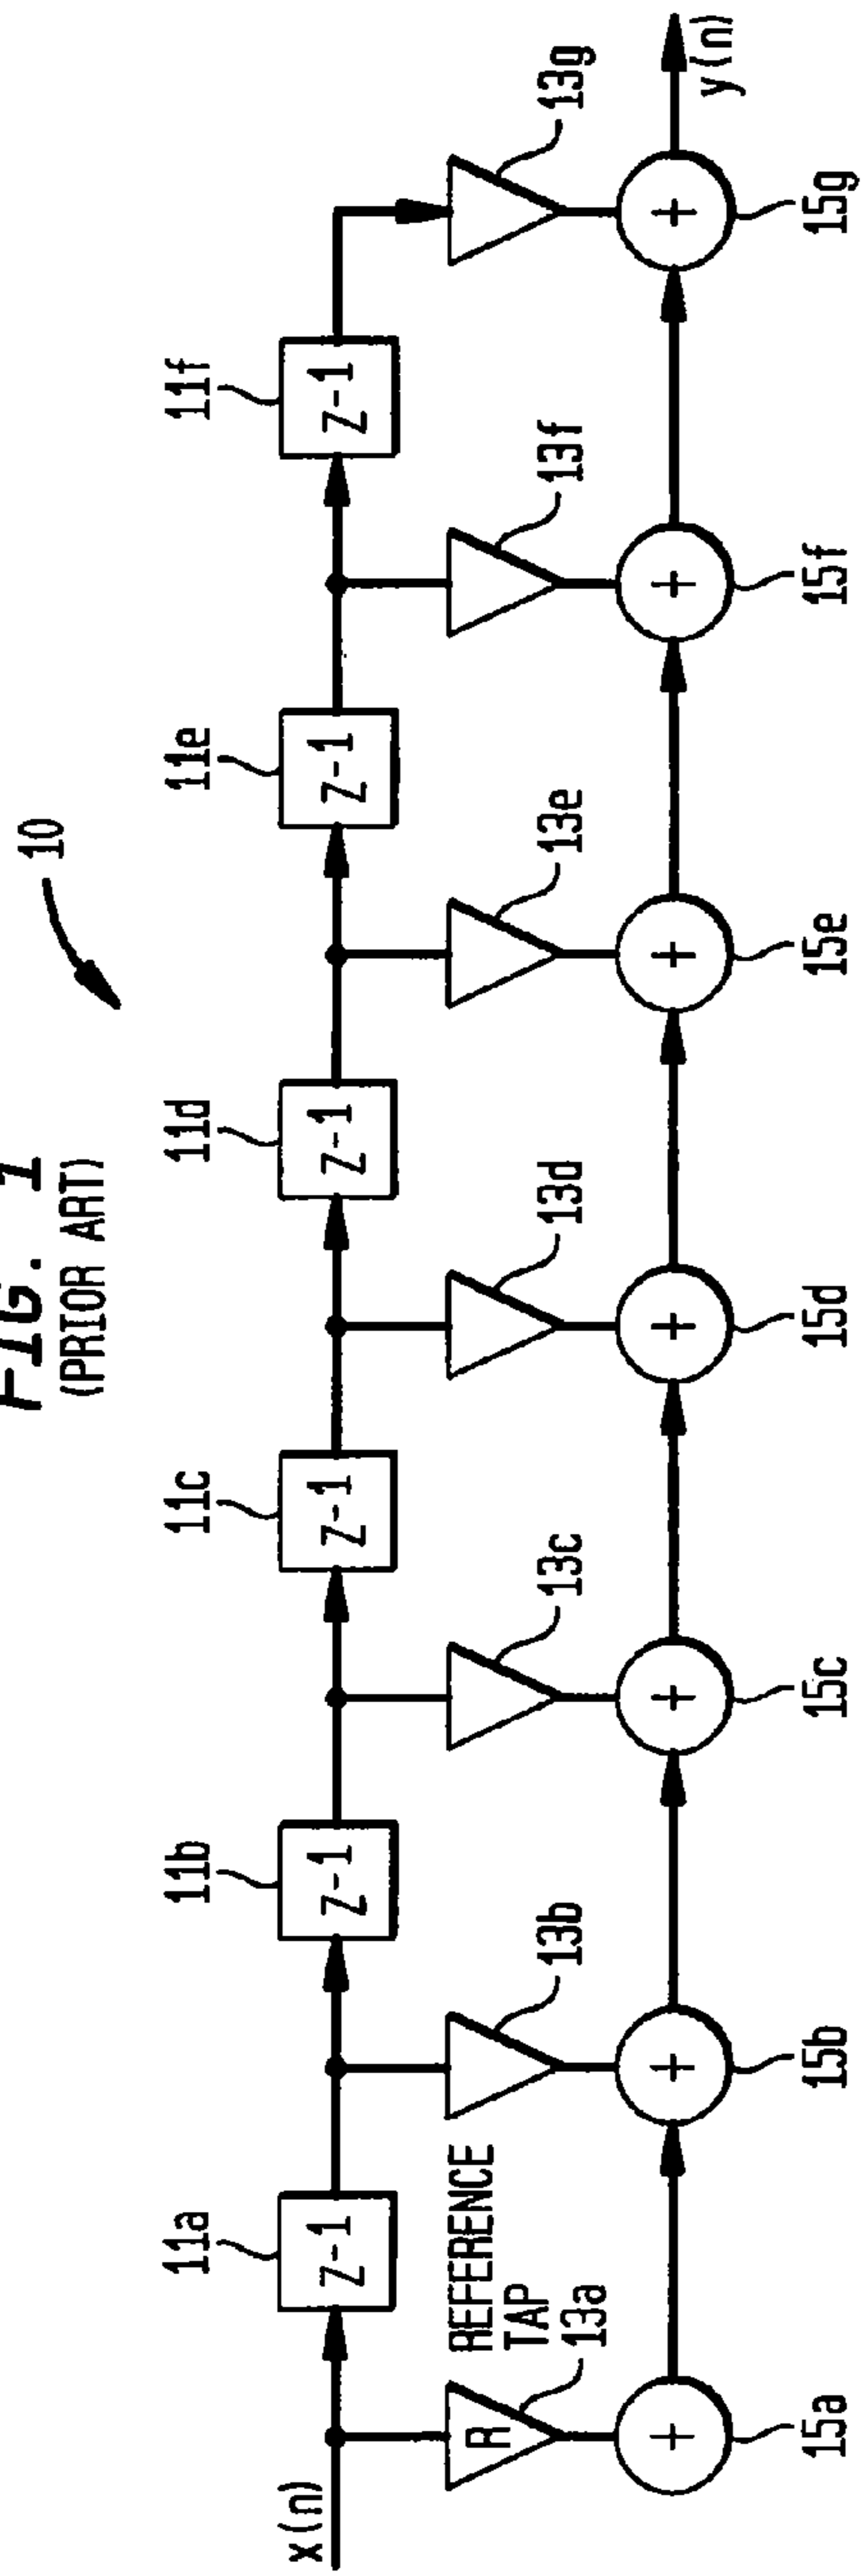 FIG. 1
(PRIOR ART)
10
11a
11b
11c
11d
11e
11f
x(n)
Z-1
Z-1
Z-1
Z-1
Z-1
Z-1
REFERENCE
TAP
R
13a
13b
13c
13d
13e
13f
13g
+
+
+
+
+
+
+
y(n)
15a
15b
15c
15d
15e
15f
15g